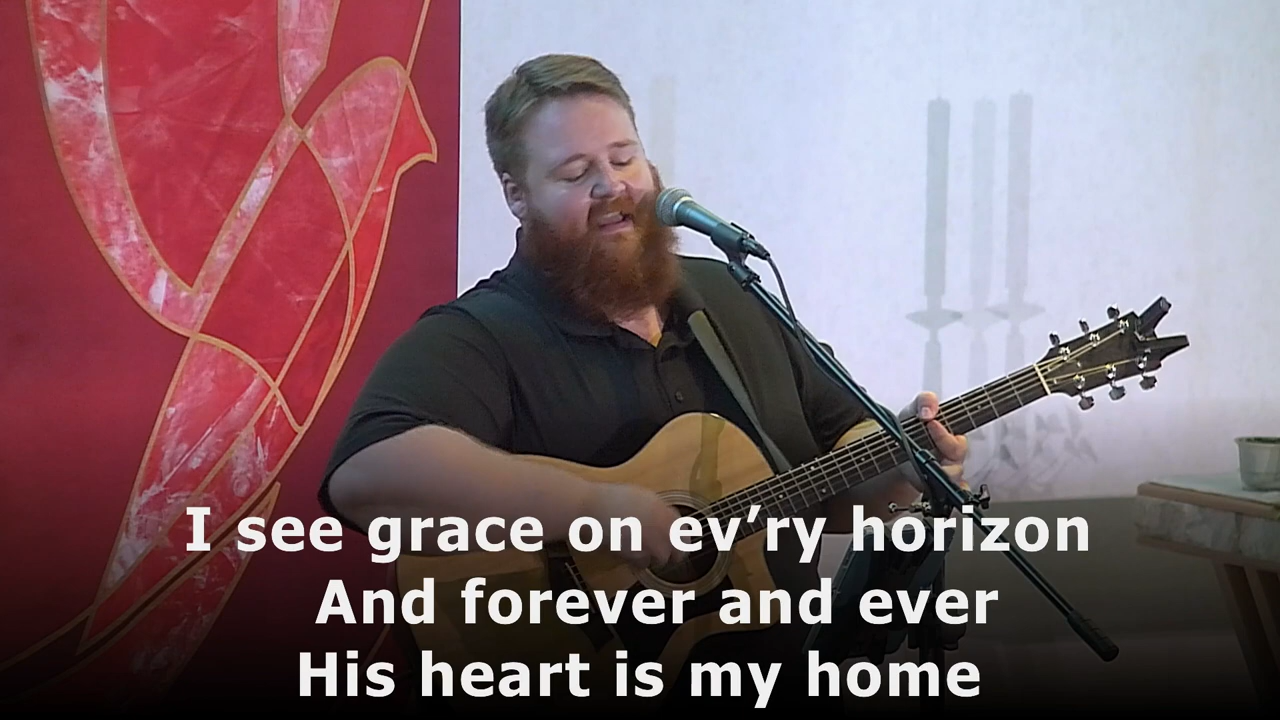 I see grace on ev’ry horizon
And forever and ever
His heart is my home